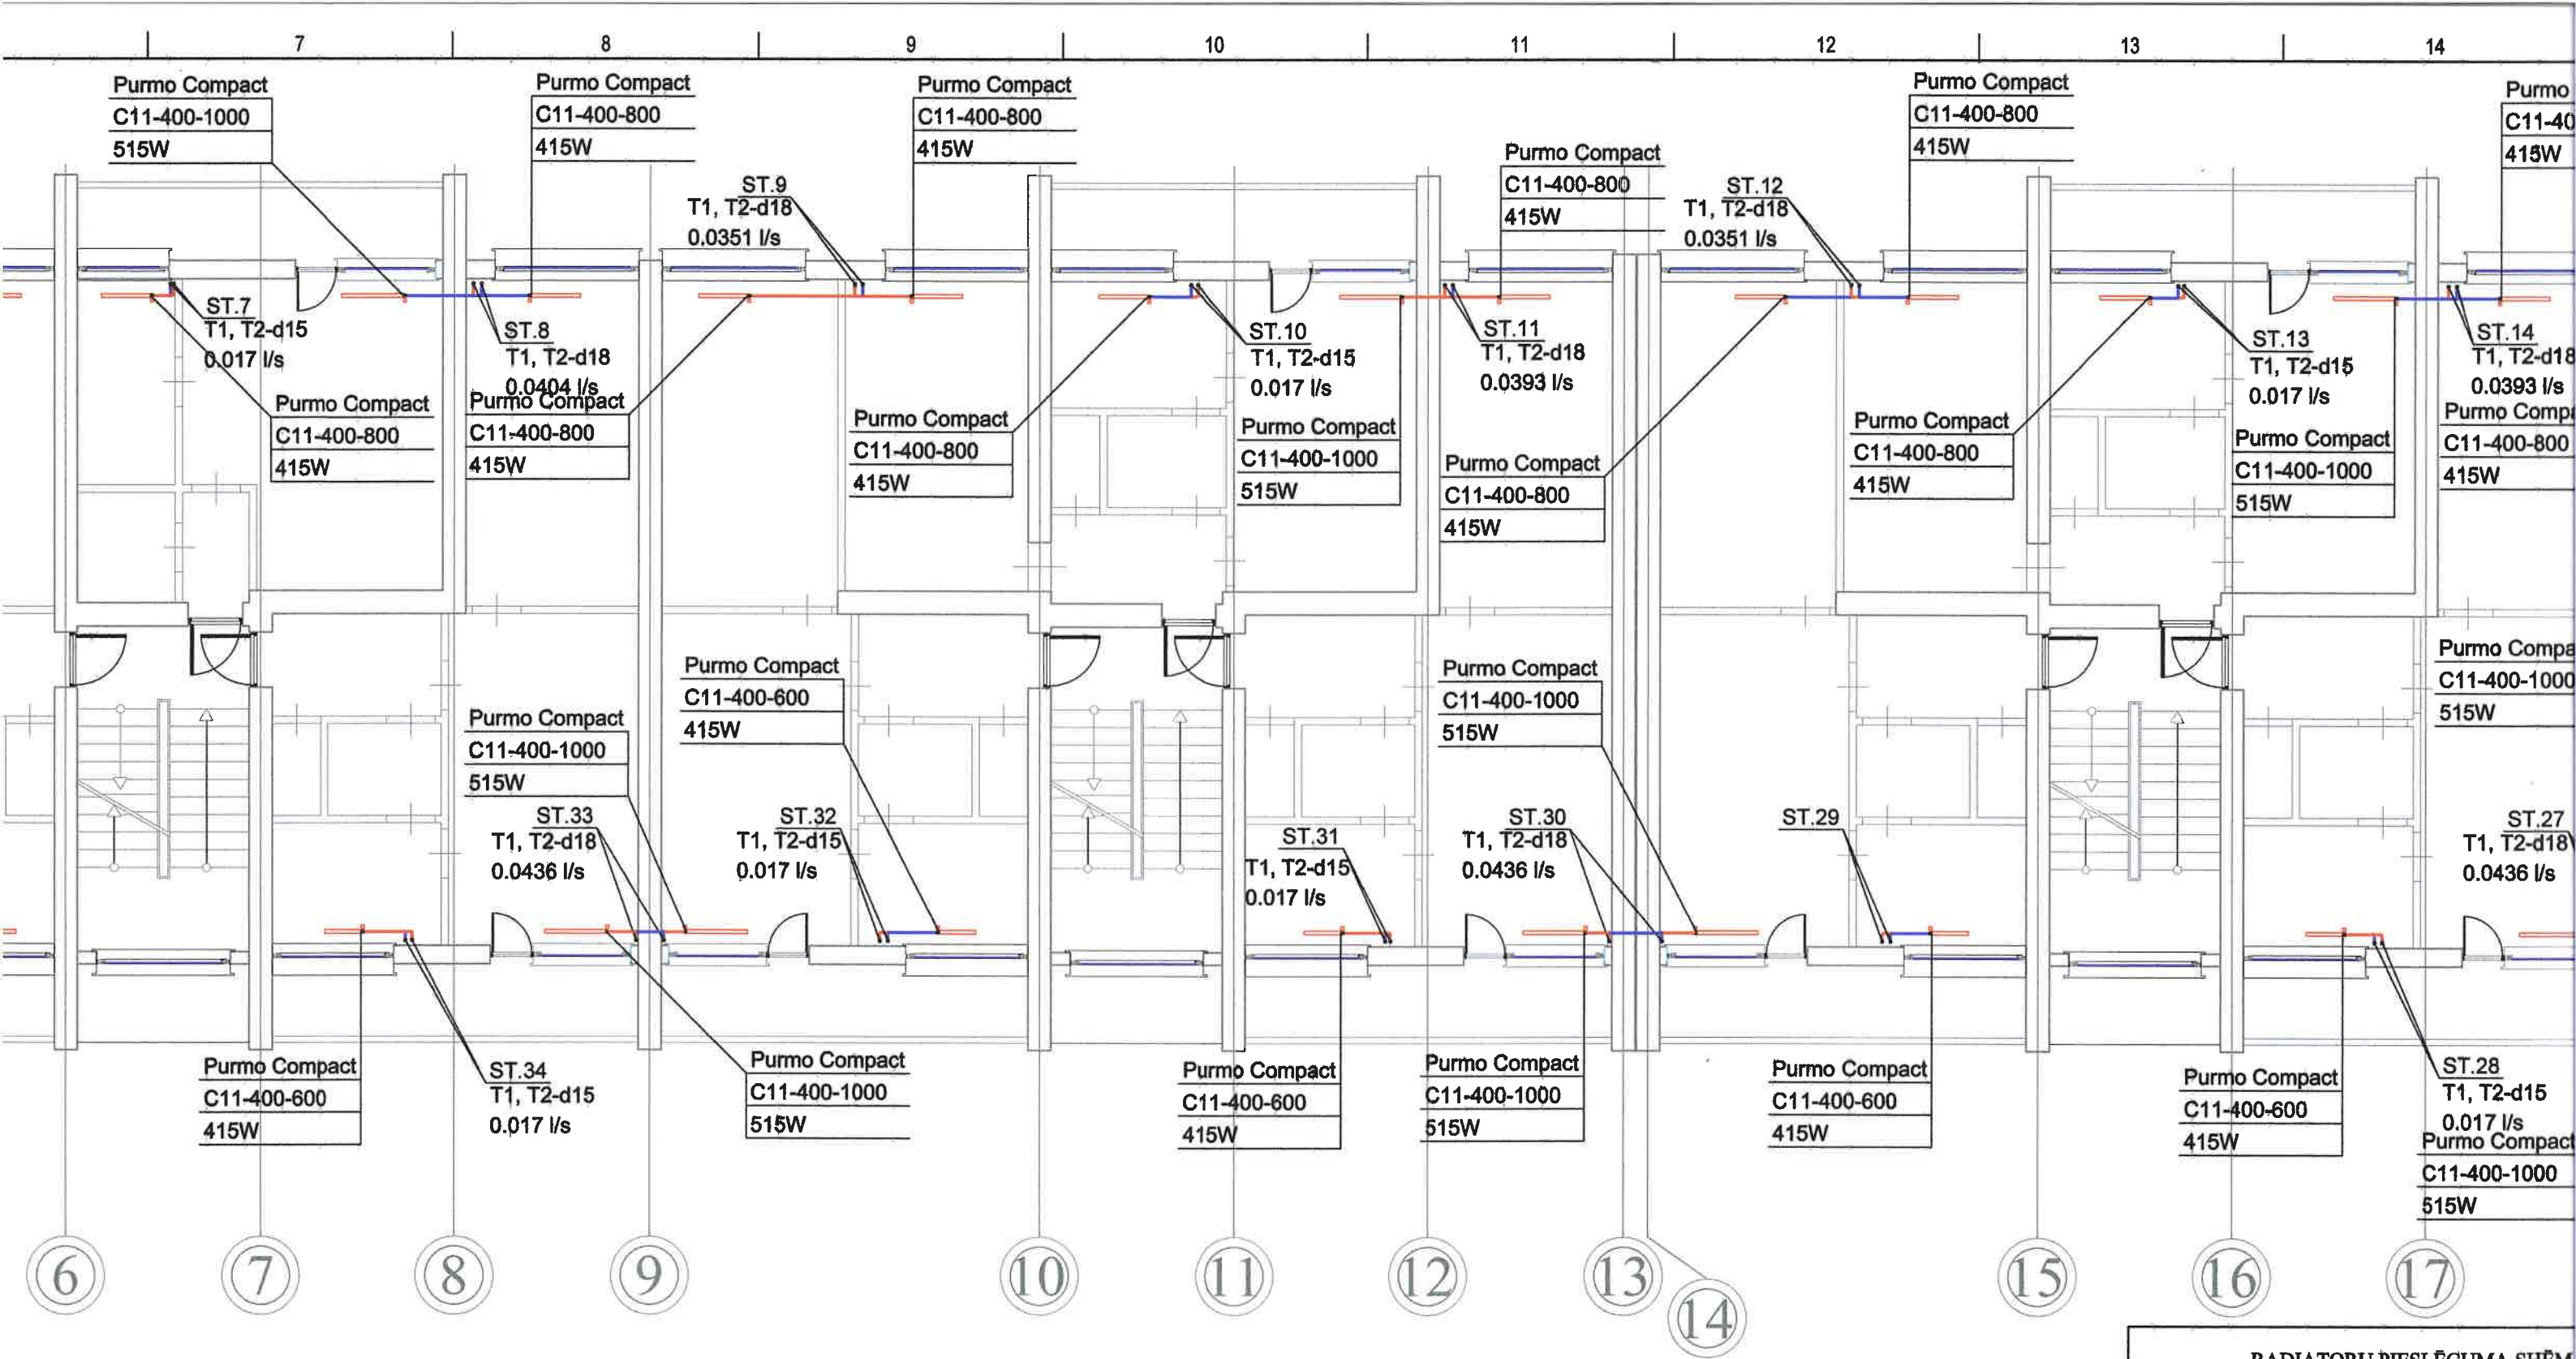 7
8
9
10
11
12
13
14
Purmo Compact
C11-400-1000
515W
Purmo Compact
C11-400-800
415W
Purmo Compact
C11-400-800
415W
Purmo Compact
C11-400-800
415W
Purmo Compact
C11-400-800
415W
Purmo
C11-40
415W
ST.9
T1, T2-d18
0.0351 l/s
ST.12
T1, T2-d18
0.0351 l/s
ST.7
T1, T2-d15
0.017 l/s
ST.8
T1, T2-d18
0.0404 l/s
ST.10
T1, T2-d15
0.017 l/s
ST.11
T1, T2-d18
0.0393 l/s
ST.13
T1, T2-d15
0.017 l/s
ST.14
T1, T2-d18
0.0393 l/s
Purmo Compact
C11-400-800
415W
Purmo Compact
C11-400-800
415W
Purmo Compact
C11-400-800
415W
Purmo Compact
C11-400-1000
515W
Purmo Compact
C11-400-800
415W
Purmo Compact
C11-400-800
415W
Purmo Compact
C11-400-1000
515W
Purmo Compa
C11-400-800
415W
Purmo Compact
C11-400-1000
515W
Purmo Compact
C11-400-600
415W
Purmo Compact
C11-400-1000
515W
Purmo Compa
C11-400-1000
515W
ST.33
T1, T2-d18
0.0436 l/s
ST.32
T1, T2-d15
0.017 l/s
ST.31
T1, T2-d15
0.017 l/s
ST.30
T1, T2-d18
0.0436 l/s
ST.29
ST.27
T1, T2-d18
0.0436 l/s
Purmo Compact
C11-400-600
415W
ST.34
T1, T2-d15
0.017 l/s
Purmo Compact
C11-400-1000
515W
Purmo Compact
C11-400-600
415W
Purmo Compact
C11-400-1000
515W
Purmo Compact
C11-400-600
415W
Purmo Compact
C11-400-600
415W
ST.28
T1, T2-d15
0.017 l/s
Purmo Compact
C11-400-1000
515W
6
7
8
9
10
11
12
13
14
15
16
17